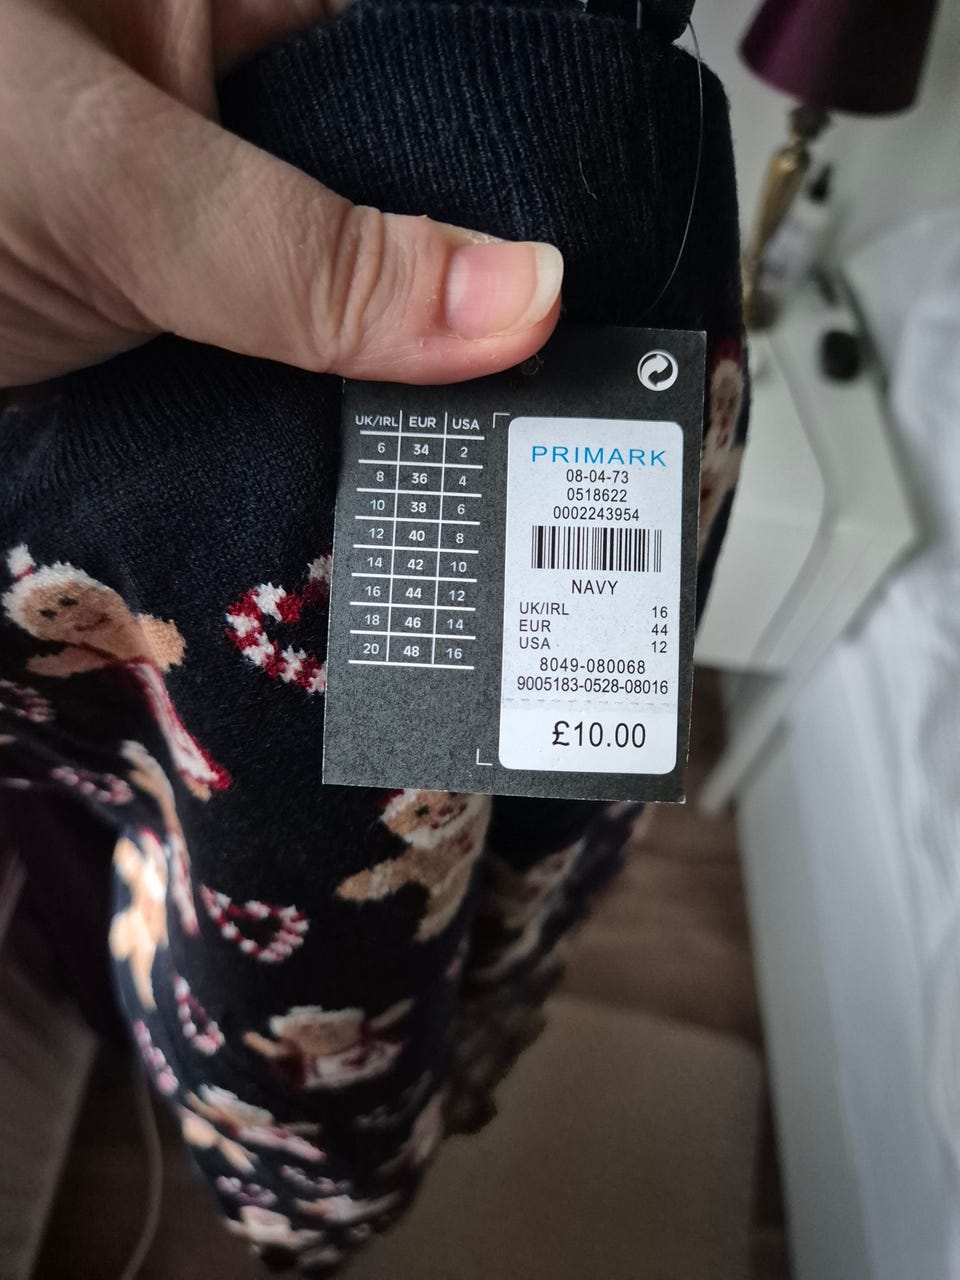 UK/IRL EUR USA
6 34 2
8 36 4
10 38 6
12 40 8
14 42 10
16 44 12
18 46 14
20 48 16
PRIMARK
08-04-73
0518622
0002243954
NAVY
UK/IRL 16
EUR 44
USA 12
8049-080068
9005183-0528-08016
£10.00